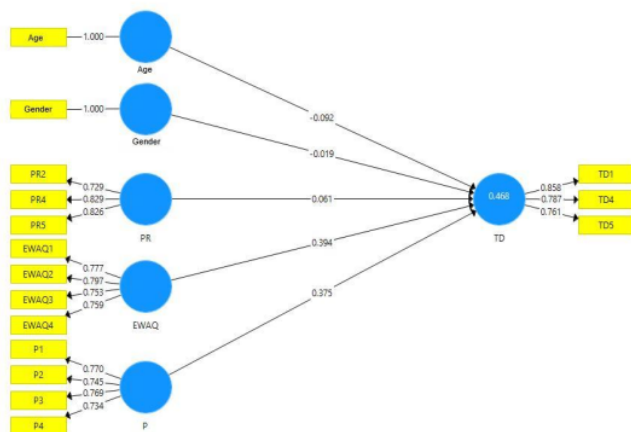 Age
1.000
Age
-0.092
Gender
1.000
Gender
-0.019
PR2
PR4
PR5
0.729
0.829
0.826
PR
0.061
EWAQ1
EWAQ2
EWAQ3
EWAQ4
0.777
0.797
0.753
0.759
EWAQ
0.394
P1
P2
P3
P4
0.770
0.745
0.769
0.734
P
0.375
0.468
TD
0.858
0.787
0.761
TD1
TD4
TD5